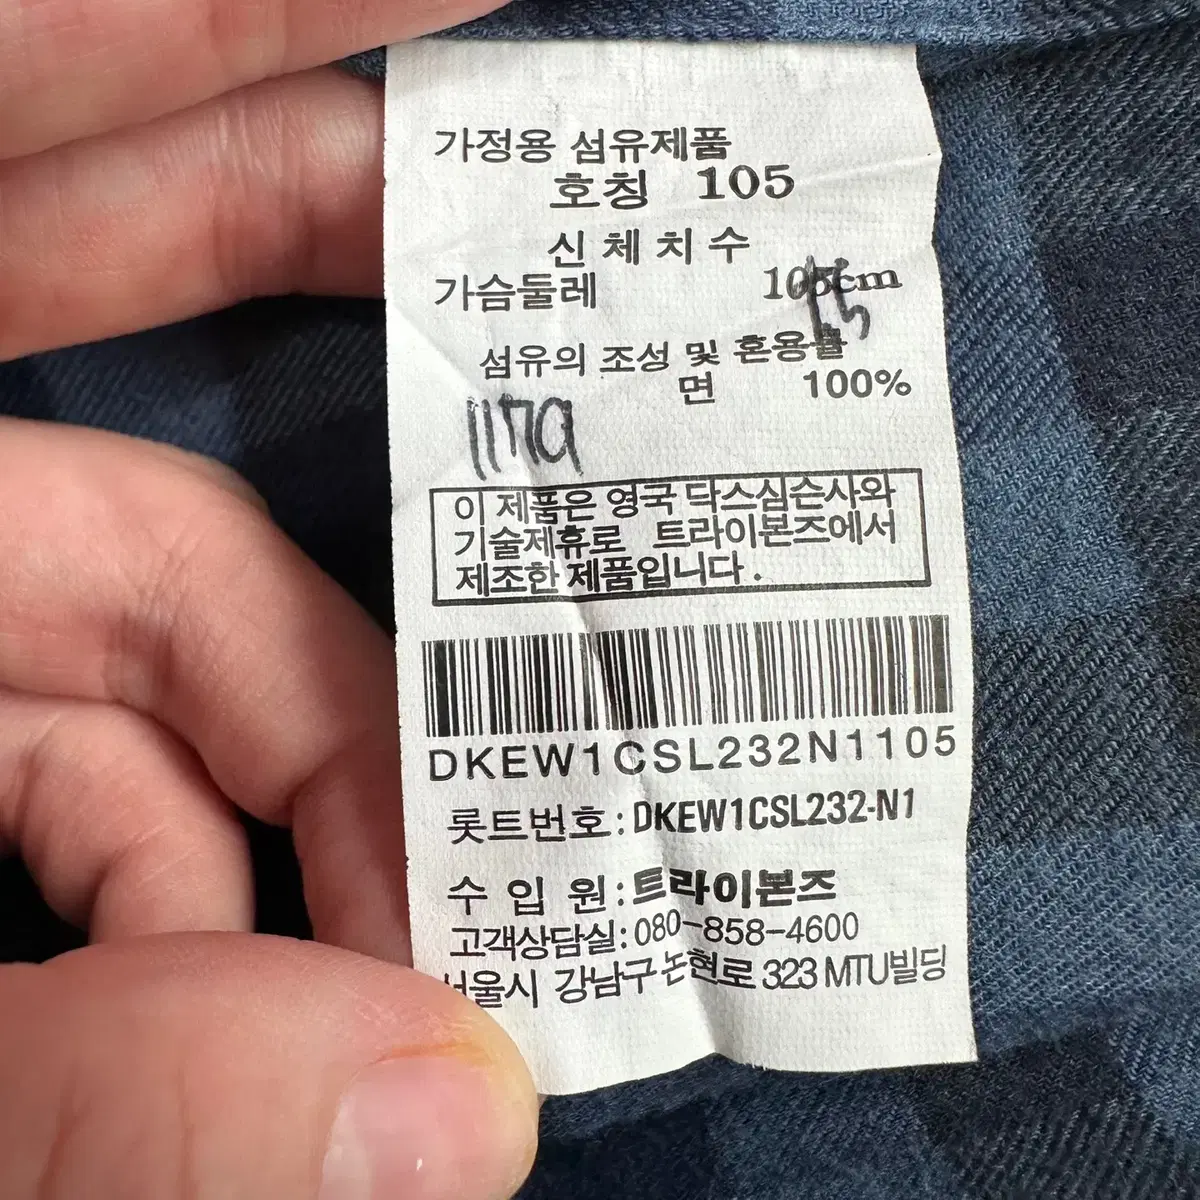 가정용 섬유제품
호칭 105
신 체 치 수
가슴둘레 105cm
섬유의 조성 및 혼용률
면 100%
이 제품은 영국 닥스심슨사와
기술제휴로 트라이본즈에서
제조한 제품입니다.
DKEW1CSL232N1105
롯트번호:DKEW1CSL232-N1
수 입 원:트라이본즈
고객상담실:080-858-4600
서울시 강남구논현로 323 MTU빌딩